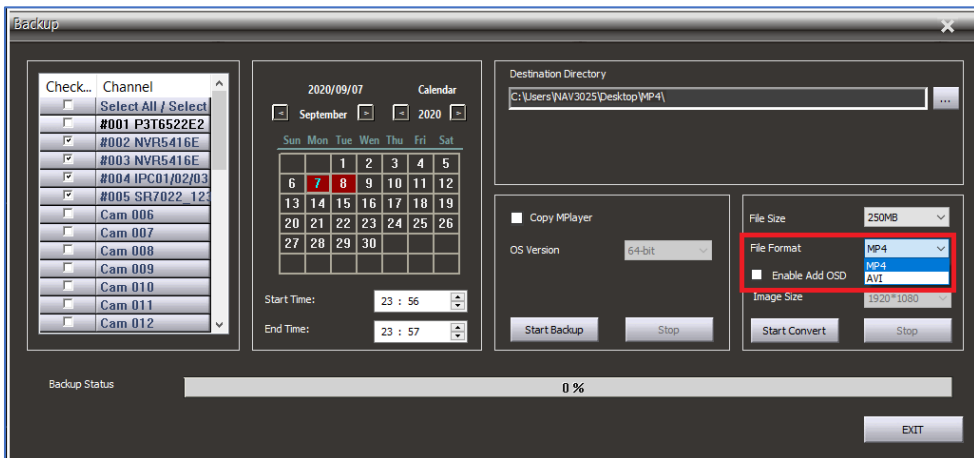 Backup
Check... Channel
Select All / Select
#001 P3T6522E2
#002 NVR5416E
#003 NVR5416E
#004 IPC01/02/03
#005 SR7022_123
Cam 006
Cam 007
Cam 008
Cam 009
Cam 010
Cam 011
Cam 012
2020/09/07 Calendar
September 2020
Sun Mon Tue Wen Thu Fri Sat
1 2 3 4 5
6 7 8 9 10 11 12
13 14 15 16 17 18 19
20 21 22 23 24 25 26
27 28 29 30
Start Time: 23 : 56
End Time: 23 : 57
Destination Directory
C:\Users\NAV3025\Desktop\MP4\
...
Copy MPlayer
OS Version 64-bit
Start Backup Stop
File Size 250MB
File Format MP4
MP4
Enable Add OSD AVI
Image Size 1920*1080
Start Convert Stop
Backup Status 0 %
EXIT